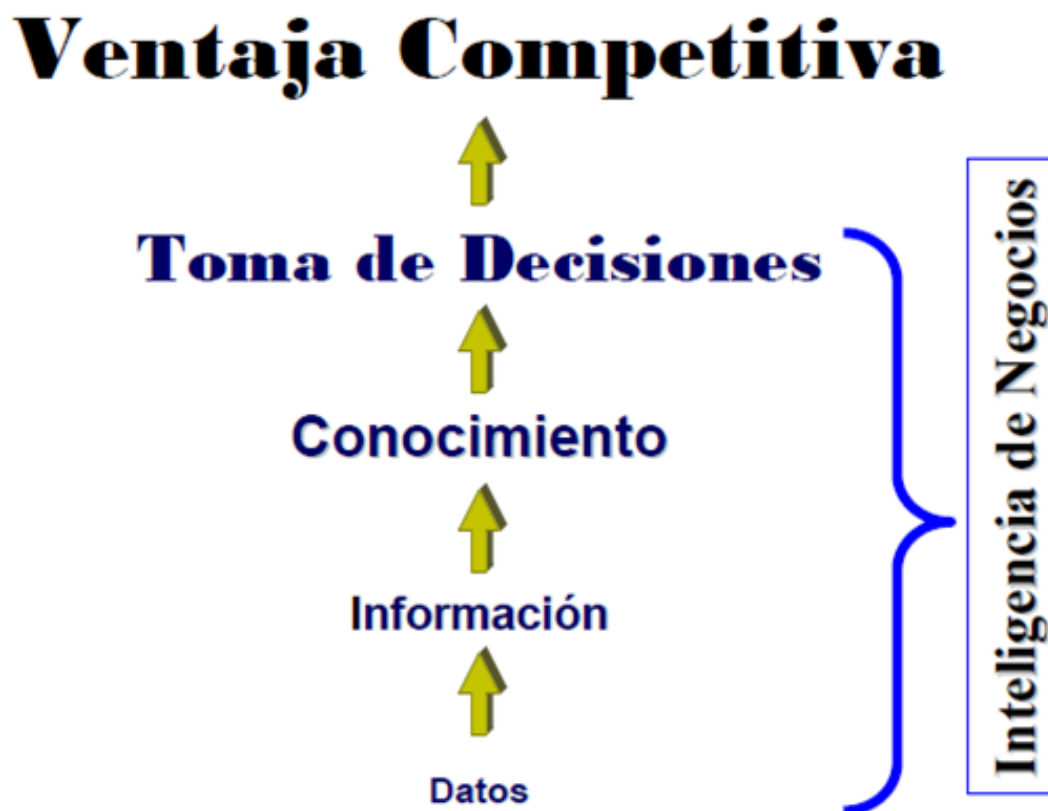 Ventaja Competitiva
Toma de Decisiones
Conocimiento
Información
Datos
Inteligencia de Negocios